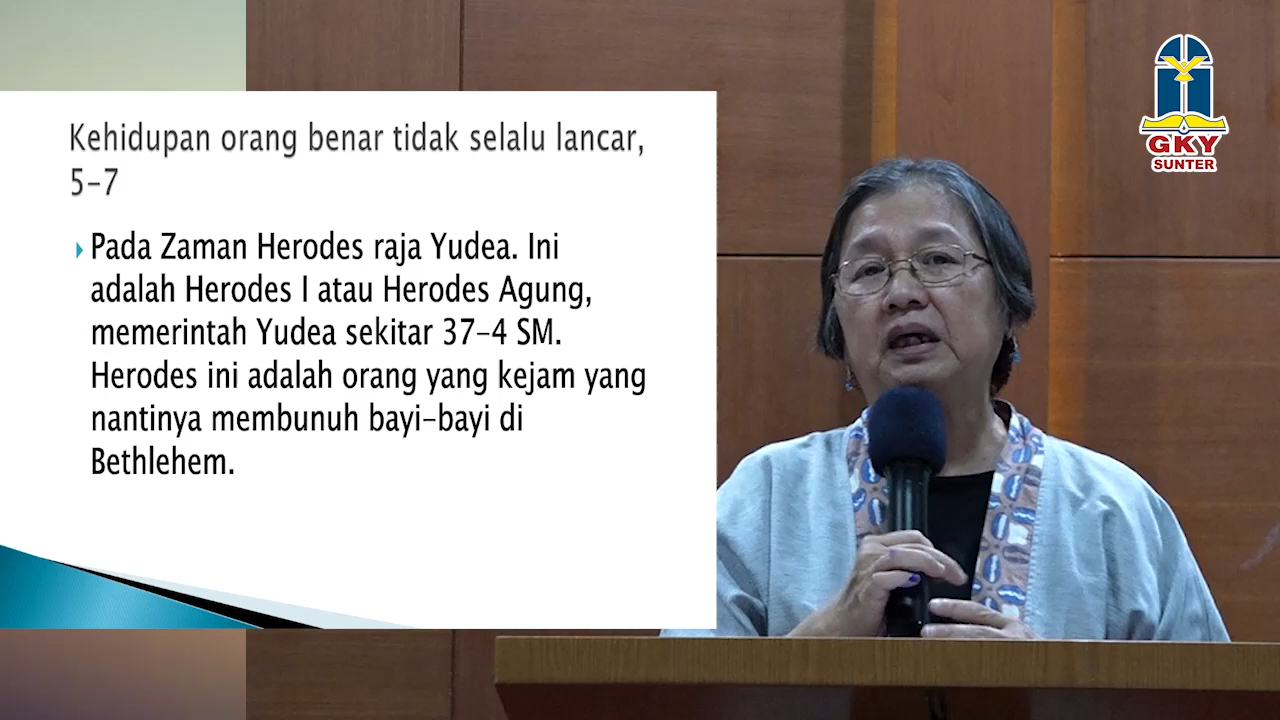 Kehidupan orang benar tidak selalu lancar,
5-7
Pada Zaman Herodes raja Yudea. Ini
adalah Herodes I atau Herodes Agung,
memerintah Yudea sekitar 37-4 SM.
Herodes ini adalah orang yang kejam yang
nantinya membunuh bayi-bayi di
Bethlehem.
GKY
SUNTER